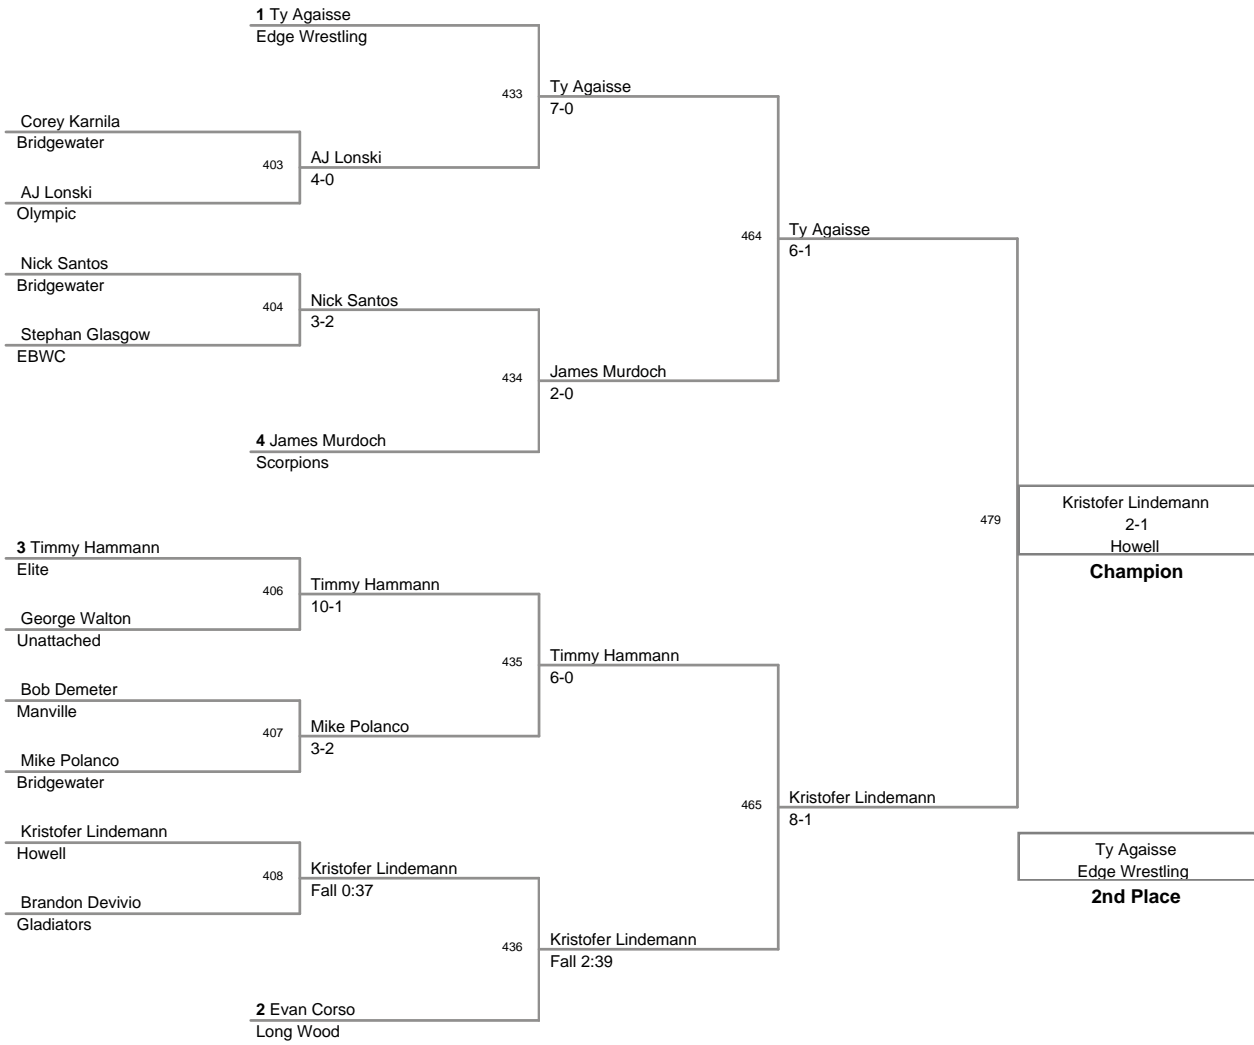 1 Ty Agaisse
Edge Wrestling
433
Ty Agaisse
7-0
Corey Karnila
Bridgewater
403
AJ Lonski
4-0
AJ Lonski
Olympic
464
Ty Agaisse
6-1
Nick Santos
Bridgewater
404
Nick Santos
3-2
Stephan Glasgow
EBWC
434
James Murdoch
2-0
4 James Murdoch
Scorpions
479
Kristofer Lindemann
2-1
Howell
Champion
3 Timmy Hammann
Elite
406
Timmy Hammann
10-1
George Walton
Unattached
435
Timmy Hammann
6-0
Bob Demeter
Manville
407
Mike Polanco
3-2
Mike Polanco
Bridgewater
465
Kristofer Lindemann
8-1
Kristofer Lindemann
Howell
408
Kristofer Lindemann
Fall 0:37
Brandon Devivio
Gladiators
Ty Agaisse
Edge Wrestling
2nd Place
436
Kristofer Lindemann
Fall 2:39
2 Evan Corso
Long Wood